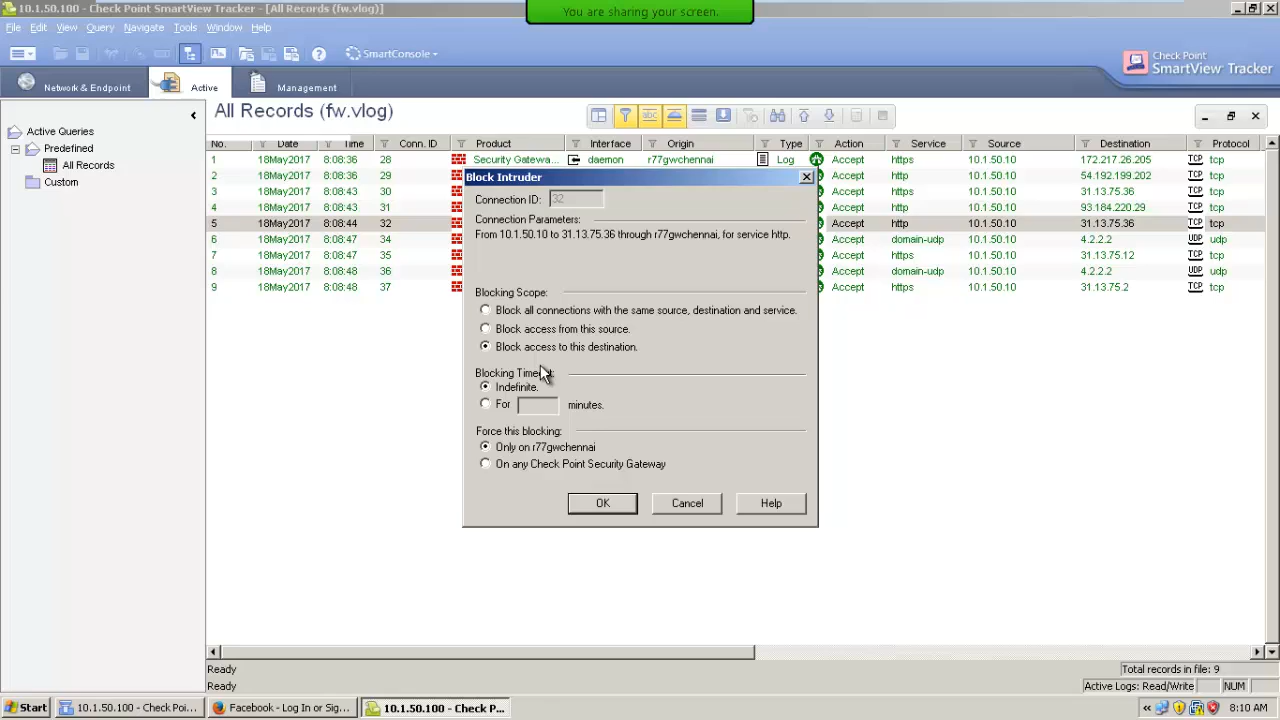 10.1.50.100 - Check Point SmartView Tracker - [All Records (fw.vlog)]
You are sharing your screen.
File Edit View Query Navigate Tools Window Help
SmartConsole
Check Point
SmartView Tracker
Network & Endpoint Active Management
All Records (fw.vlog)
Active Queries
Predefined
All Records
Custom
No. Date Time Conn. ID Product Interface Origin Type Action Service Source Destination Protocol
1 18May2017 8:08:36 28 Security Gatewa... daemon r77gwchennai Log Accept https 10.1.50.10 172.217.26.205 TCP tcp
2 18May2017 8:08:36 29 Accept http 10.1.50.10 54.192.199.202 TCP tcp
3 18May2017 8:08:43 30 Accept https 10.1.50.10 31.13.75.36 TCP tcp
4 18May2017 8:08:43 31 Accept http 10.1.50.10 93.184.220.29 TCP tcp
5 18May2017 8:08:44 32 Accept http 10.1.50.10 31.13.75.36 TCP tcp
6 18May2017 8:08:47 34 Accept domain-udp 10.1.50.10 4.2.2.2 UDP udp
7 18May2017 8:08:47 35 Accept https 10.1.50.10 31.13.75.12 TCP tcp
8 18May2017 8:08:48 36 Accept domain-udp 10.1.50.10 4.2.2.2 UDP udp
9 18May2017 8:08:48 37 Accept https 10.1.50.10 31.13.75.2 TCP tcp
Block Intruder
Connection ID: 32
Connection Parameters:
From 10.1.50.10 to 31.13.75.36 through r77gwchennai, for service http.
Blocking Scope:
Block all connections with the same source, destination and service.
Block access from this source.
Block access to this destination.
Blocking
Indefinite.
For minutes.
Force this blocking:
Only on r77gwchennai
On any Check Point Security Gateway
OK Cancel Help
Ready Total records in file: 9
Ready Active Logs: Read/Write NUM
Start 10.1.50.100 - Check Poi... Facebook - Log In or Sig... 10.1.50.100 - Check P... 8:10 AM